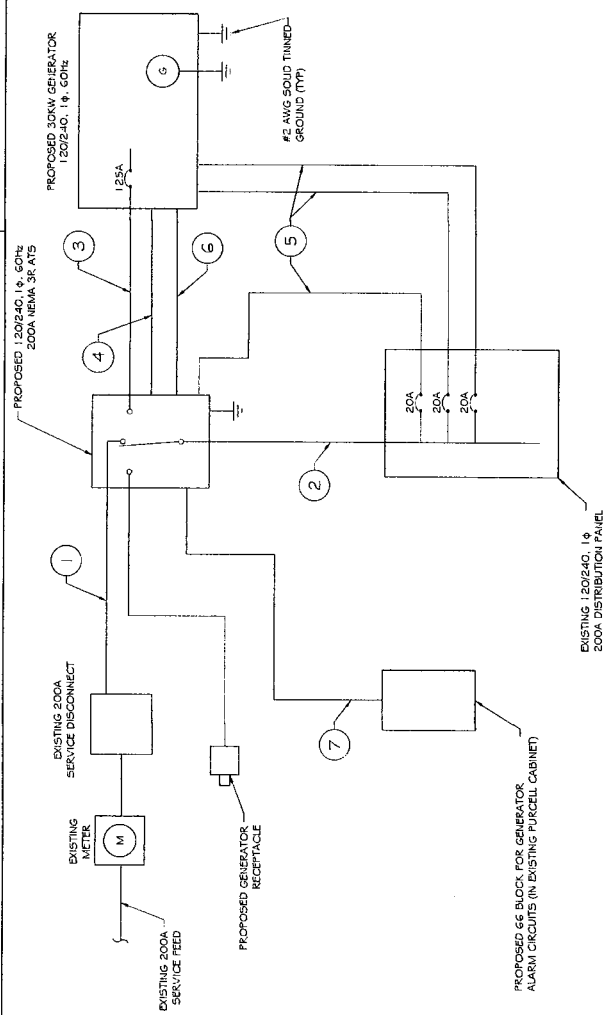 EXISTING 200A
SERVICE FEED
EXISTING
METER
M
EXISTING 200A
SERVICE DISCONNECT
1
PROPOSED GENERATOR
RECEPTACLE
PROPOSED 120/240, 1ϕ, 60Hz
200A NEMA 3R ATS
3
4
6
PROPOSED 30KW GENERATOR
120/240, 1ϕ, 60Hz
125A
G
#2 AWG SOLID TINNED
GROUND (TYP)
2
5
7
PROPOSED 66 BLOCK FOR GENERATOR
ALARM CIRCUITS (IN EXISTING PURCELL CABINET)
20A
20A
20A
EXISTING 120/240, 1ϕ
200A DISTRIBUTION PANEL